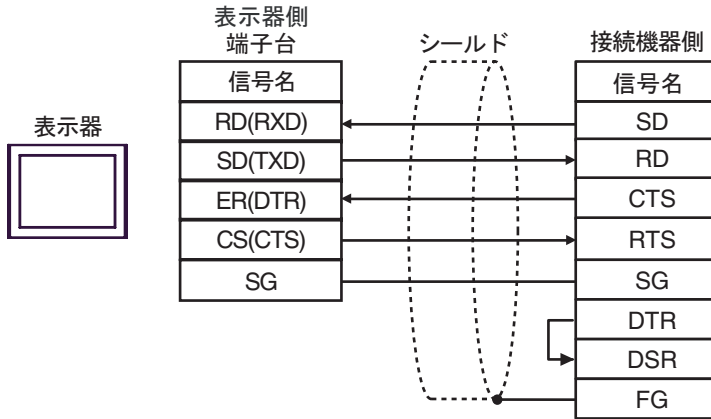 表示器側
端子台
シールド
接続機器側
信号名
信号名
表示器
RD(RXD)
SD
SD(TXD)
RD
ER(DTR)
CTS
CS(CTS)
RTS
SG
SG
DTR
DSR
FG